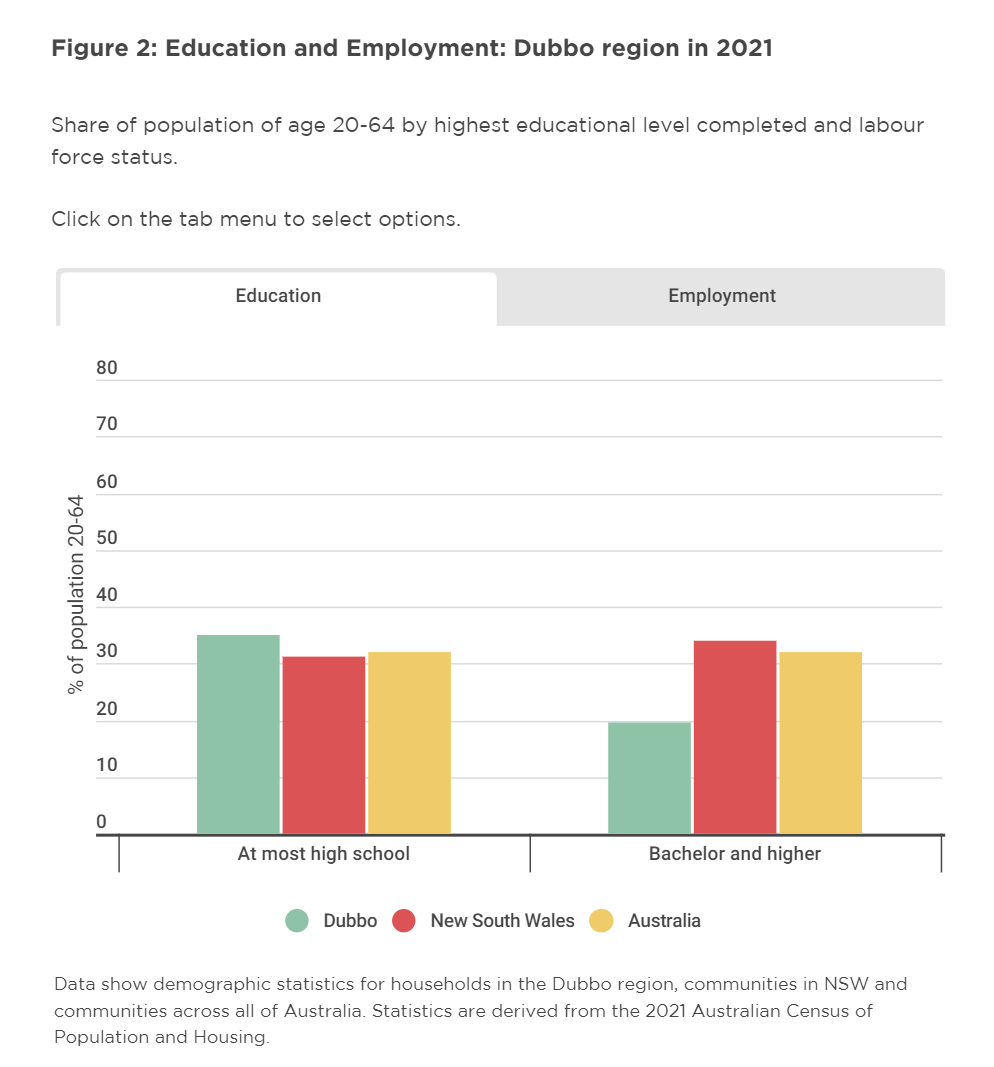 Figure 2: Education and Employment: Dubbo region in 2021
Share of population of age 20-64 by highest educational level completed and labour
force status.
Click on the tab menu to select options.
Education
Employment
80
70
60
50
40
30
20
10
0
% of population 20-64
At most high school
Bachelor and higher
Dubbo
New South Wales
Australia
Data show demographic statistics for households in the Dubbo region, communities in NSW and
communities across all of Australia. Statistics are derived from the 2021 Australian Census of
Population and Housing.